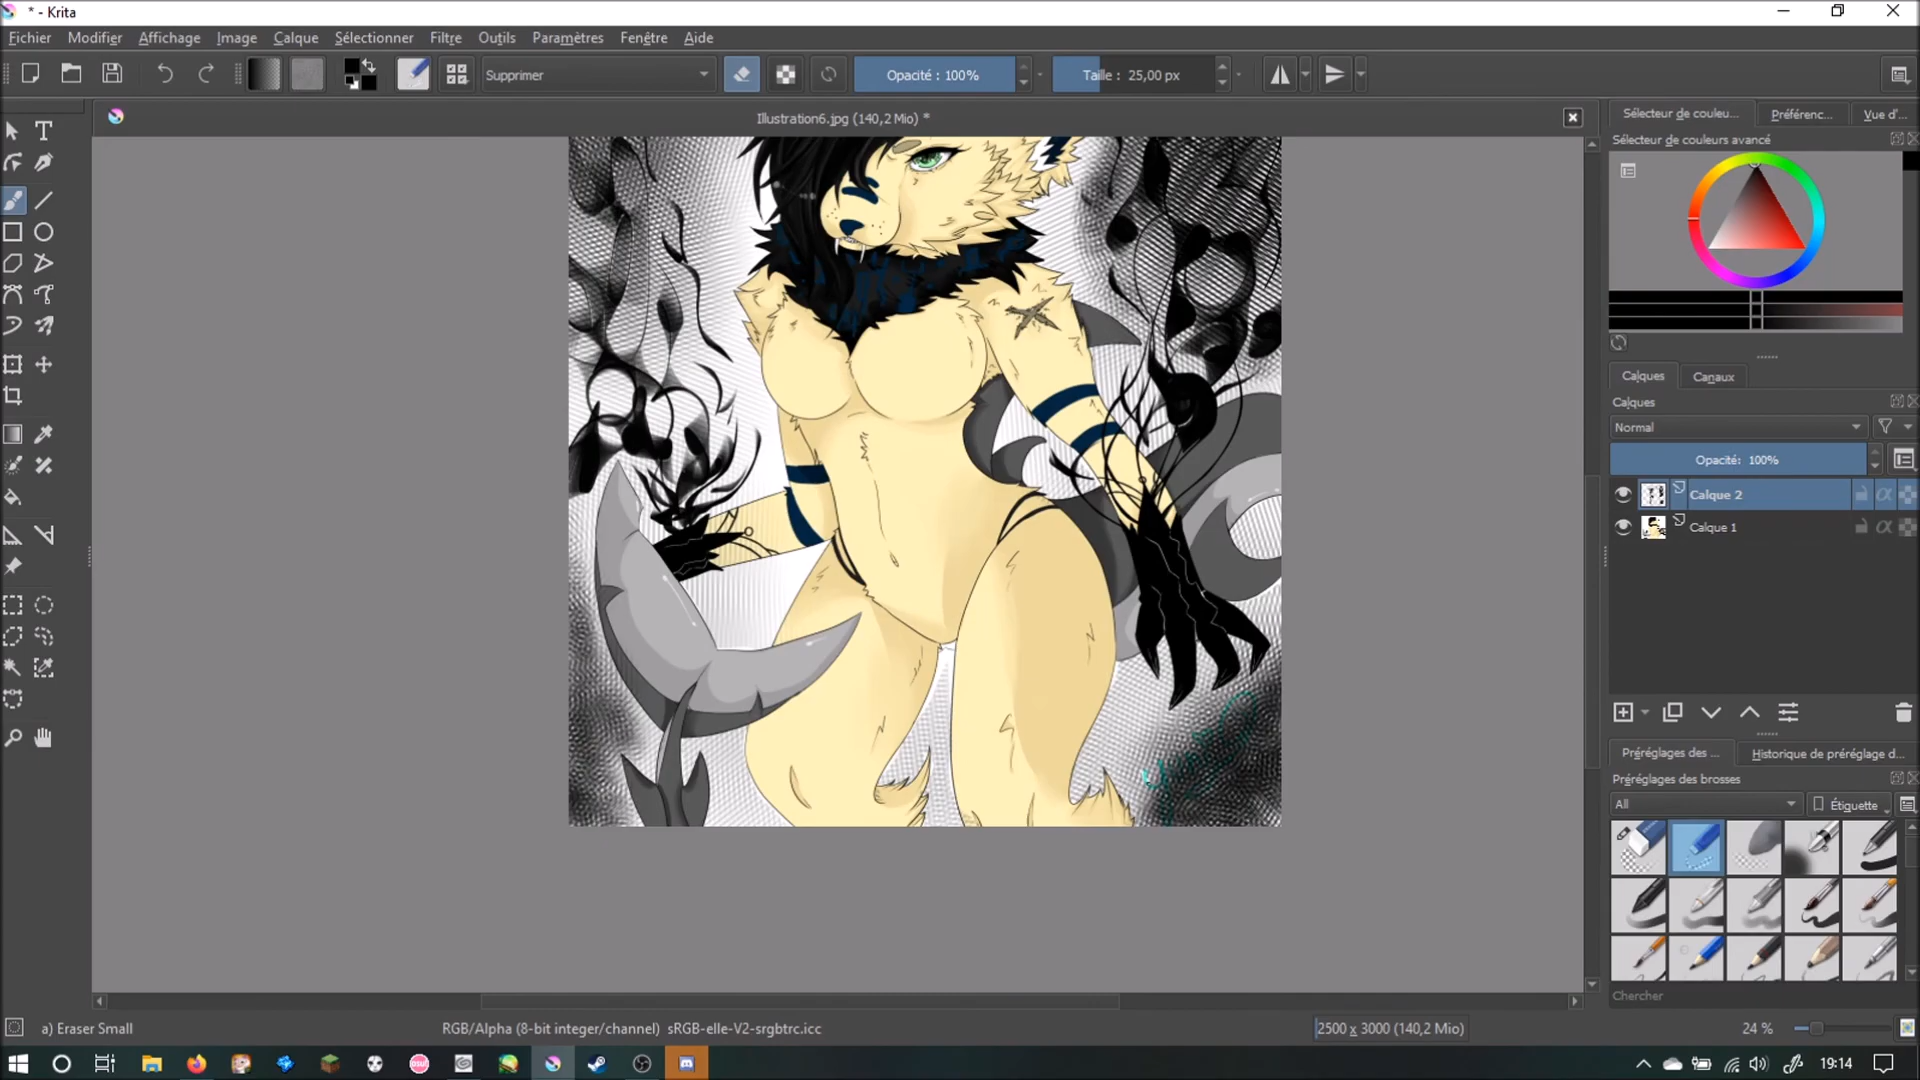 * - Krita
Fichier Modifier Affichage Image Calque Sélectionner Filtre Outils Paramètres Fenêtre Aide
Supprimer Opacité : 100% Taille : 25,00 px
Illustration6.jpg (140,2 Mio) *
Sélecteur de couleu... Préférenc... Vue d'...
Sélecteur de couleurs avancé
Calques Canaux
Calques
Normal
Opacité: 100%
Calque 2
Calque 1
Préréglages des ... Historique de préréglage d...
Préréglages des brosses
All Étiquette
Chercher
a) Eraser Small RGB/Alpha (8-bit integer/channel) sRGB-elle-V2-srgbtrc.icc 2500 x 3000 (140,2 Mio) 24 %
19:14